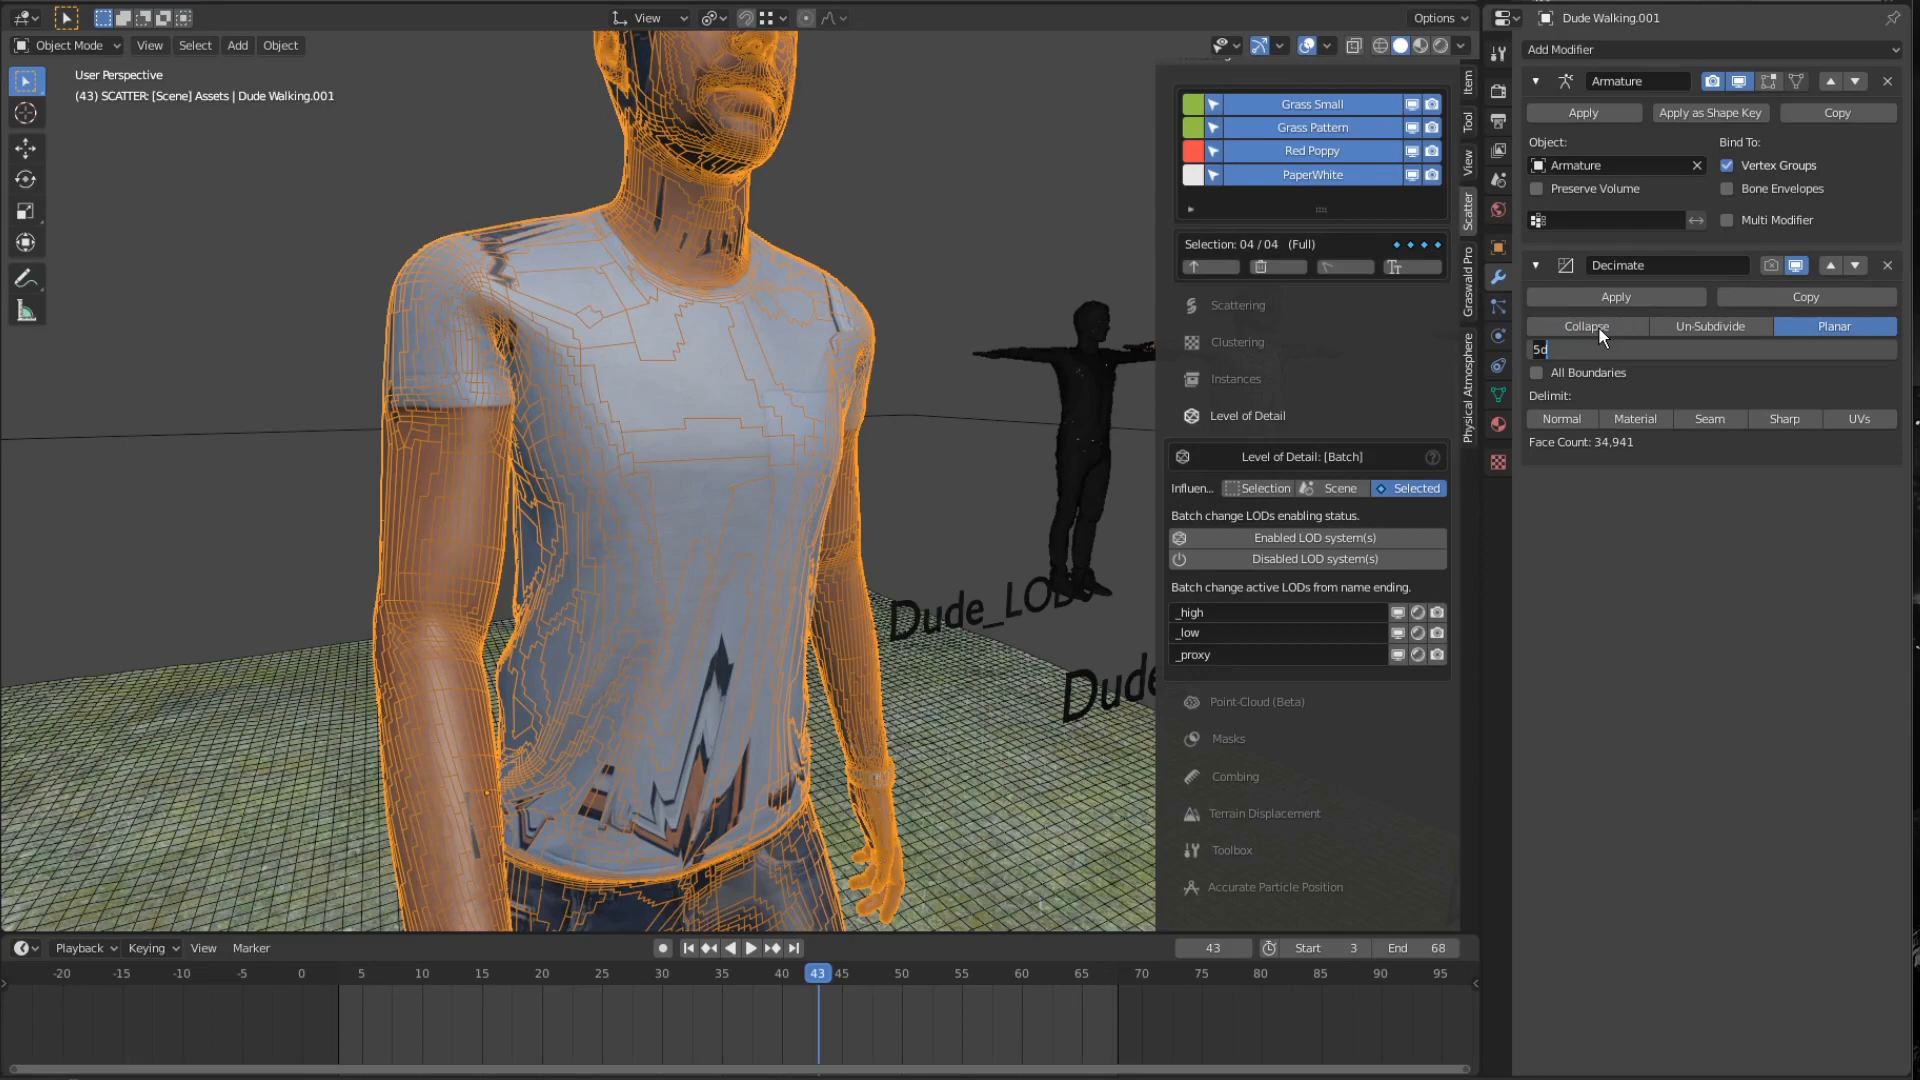 View
Options
Object Mode
View
Select
Add
Object
User Perspective
(43) SCATTER: [Scene] Assets | Dude Walking.001
Dude_LOD
Dude
Grass Small
Grass Pattern
Red Poppy
PaperWhite
Selection: 04 / 04 (Full)
Scattering
Clustering
Instances
Level of Detail
Level of Detail: [Batch]
Influen...
Selection
Scene
Selected
Batch change LODs enabling status.
Enabled LOD system(s)
Disabled LOD system(s)
Batch change active LODs from name ending.
_high
_low
_proxy
Point-Cloud (Beta)
Masks
Combing
Terrain Displacement
Toolbox
Accurate Particle Position
Item
Tool
View
Scatter
Graswald Pro
Physical Atmosphere
Dude Walking.001
Add Modifier
Armature
Apply
Apply as Shape Key
Copy
Object:
Bind To:
Armature
Vertex Groups
Preserve Volume
Bone Envelopes
Multi Modifier
Decimate
Apply
Copy
Collapse
Un-Subdivide
Planar
5d
All Boundaries
Delimit:
Normal
Material
Seam
Sharp
UVs
Face Count: 34,941
Playback
Keying
View
Marker
43
Start 3
End 68
-20 -15 -10 -5 0 5 10 15 20 25 30 35 40 43 45 50 55 60 65 70 75 80 85 90 95